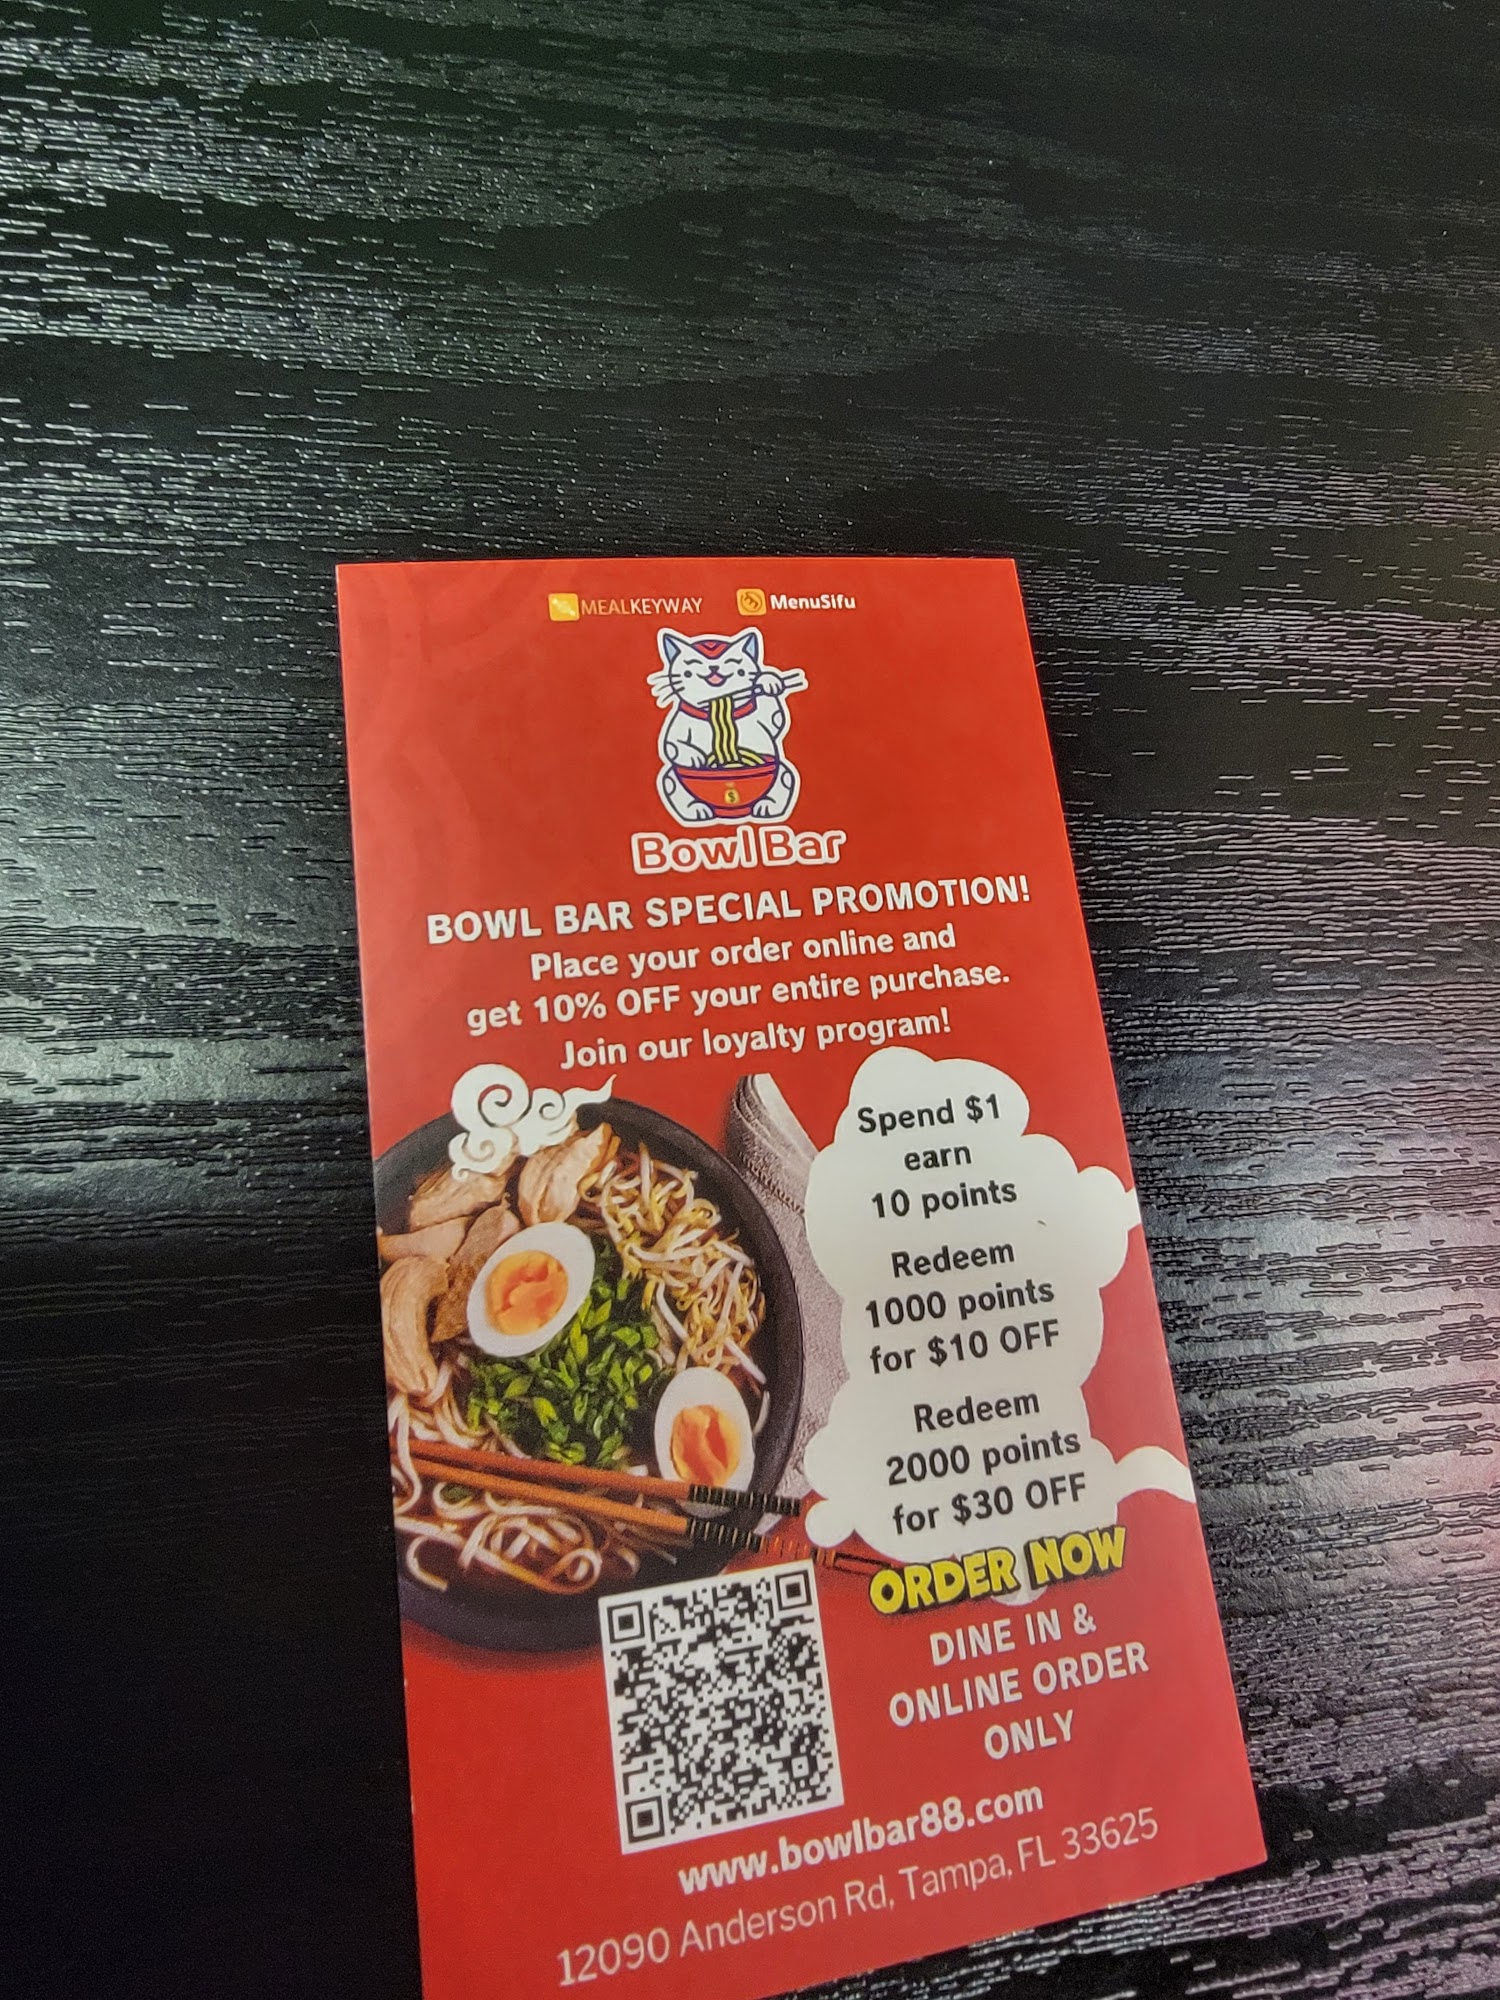 MEALKEYWAY
MenuSifu
$
Bowl Bar
BOWL BAR SPECIAL PROMOTION!
Place your order online and
get 10% OFF your entire purchase.
Join our loyalty program!
Spend $1
earn
10 points
Redeem
1000 points
for $10 OFF
Redeem
2000 points
for $30 OFF
ORDER NOW
DINE IN &
ONLINE ORDER
ONLY
www.bowlbar88.com
12090 Anderson Rd, Tampa, FL 33625